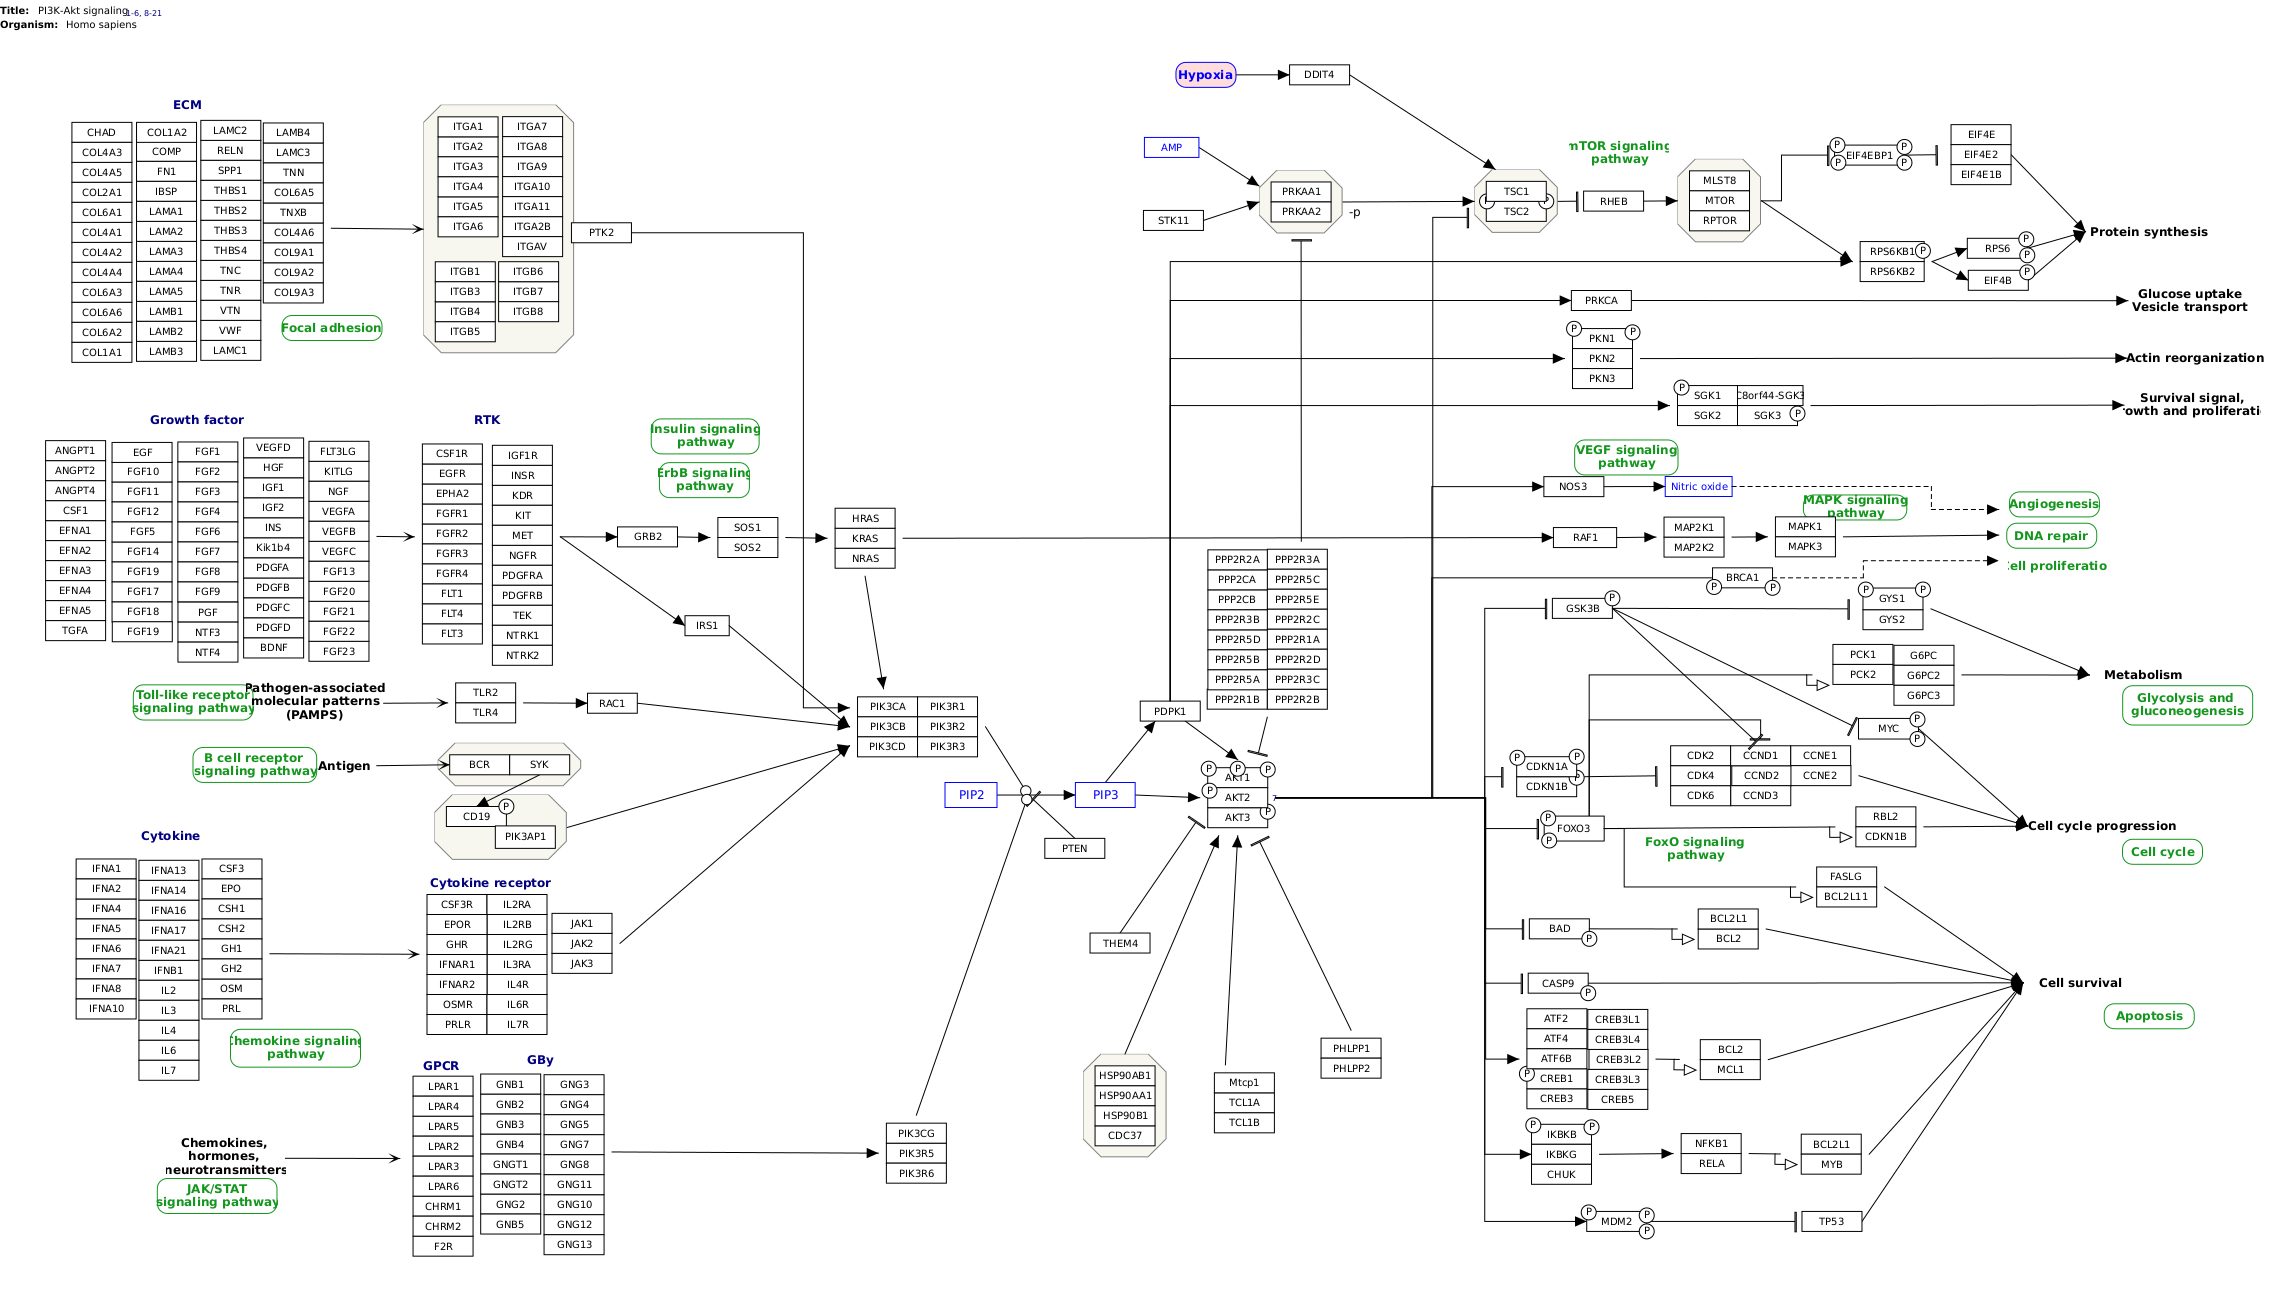 Title: PI3K-Akt signaling 1-6, 8-21
Organism: Homo sapiens
ECM
CHAD
COL4A3
COL4A5
COL2A1
COL6A1
COL4A1
COL4A2
COL4A4
COL6A3
COL6A6
COL6A2
COL1A1
COL1A2
COMP
FN1
IBSP
LAMA1
LAMA2
LAMA3
LAMA4
LAMA5
LAMB1
LAMB2
LAMB3
LAMC2
RELN
SPP1
THBS1
THBS2
THBS3
THBS4
TNC
TNR
VTN
VWF
LAMC1
LAMB4
LAMC3
TNN
COL6A5
TNXB
COL4A6
COL9A1
COL9A2
COL9A3
Focal adhesion
ITGA1
ITGA2
ITGA3
ITGA4
ITGA5
ITGA6
ITGA7
ITGA8
ITGA9
ITGA10
ITGA11
ITGA2B
ITGAV
ITGB1
ITGB3
ITGB4
ITGB5
ITGB6
ITGB7
ITGB8
PTK2
Growth factor
ANGPT1
ANGPT2
ANGPT4
CSF1
EFNA1
EFNA2
EFNA3
EFNA4
EFNA5
TGFA
EGF
FGF10
FGF11
FGF12
FGF5
FGF14
FGF19
FGF17
FGF18
FGF19
FGF1
FGF2
FGF3
FGF4
FGF6
FGF7
FGF8
FGF9
PGF
NTF3
NTF4
VEGFD
HGF
IGF1
IGF2
INS
Kik1b4
PDGFA
PDGFB
PDGFC
PDGFD
BDNF
FLT3LG
KITLG
NGF
VEGFA
VEGFB
VEGFC
FGF13
FGF20
FGF21
FGF22
FGF23
RTK
CSF1R
EGFR
EPHA2
FGFR1
FGFR2
FGFR3
FGFR4
FLT1
FLT4
FLT3
IGF1R
INSR
KDR
KIT
MET
NGFR
PDGFRA
PDGFRB
TEK
NTRK1
NTRK2
Insulin signaling
pathway
ErbB signaling
pathway
GRB2
SOS1
SOS2
HRAS
KRAS
NRAS
IRS1
Toll-like receptor
signaling pathway
Pathogen-associated
molecular patterns
(PAMPS)
TLR2
TLR4
RAC1
B cell receptor
signaling pathway
Antigen
BCR
SYK
CD19
P
PIK3AP1
PIK3CA
PIK3CB
PIK3CD
PIK3R1
PIK3R2
PIK3R3
Cytokine
IFNA1
IFNA2
IFNA4
IFNA5
IFNA6
IFNA7
IFNA8
IFNA10
IFNA13
IFNA14
IFNA16
IFNA17
IFNA21
IFNB1
IL2
IL3
IL4
IL6
IL7
CSF3
EPO
CSH1
CSH2
GH1
GH2
OSM
PRL
Chemokine signaling
pathway
Cytokine receptor
CSF3R
EPOR
GHR
IFNAR1
IFNAR2
OSMR
PRLR
IL2RA
IL2RB
IL2RG
IL3RA
IL4R
IL6R
IL7R
JAK1
JAK2
JAK3
GPCR
LPAR1
LPAR4
LPAR5
LPAR2
LPAR3
LPAR6
CHRM1
CHRM2
F2R
GBy
GNB1
GNB2
GNB3
GNB4
GNGT1
GNGT2
GNG2
GNB5
GNG3
GNG4
GNG5
GNG7
GNG8
GNG11
GNG10
GNG12
GNG13
Chemokines,
hormones,
neurotransmitters
JAK/STAT
signaling pathway
PIK3CG
PIK3R5
PIK3R6
PIP2
PIP3
PTEN
PDPK1
PPP2R2A
PPP2CA
PPP2CB
PPP2R3B
PPP2R5D
PPP2R5B
PPP2R5A
PPP2R1B
PPP2R3A
PPP2R5C
PPP2R5E
PPP2R2C
PPP2R1A
PPP2R2D
PPP2R3C
PPP2R2B
P
P
P
AKT1
P
AKT2
AKT3
P
THEM4
HSP90AB1
HSP90AA1
HSP90B1
CDC37
Mtcp1
TCL1A
TCL1B
PHLPP1
PHLPP2
Hypoxia
DDIT4
AMP
STK11
PRKAA1
PRKAA2
-p
TSC1
TSC2
P
RHEB
mTOR signaling
pathway
MLST8
MTOR
RPTOR
EIF4EBP1
P
P
P
P
EIF4E
EIF4E2
EIF4E1B
RPS6KB1
P
RPS6KB2
RPS6
P
P
EIF4B
P
Protein synthesis
PRKCA
Glucose uptake
Vesicle transport
P
P
PKN1
PKN2
PKN3
Actin reorganization
P
SGK1
C8orf44-SGK3
SGK2
SGK3
P
Survival signal,
owth and proliferati
VEGF signaling
pathway
NOS3
Nitric oxide
Angiogenesis
MAPK signaling
pathway
RAF1
MAP2K1
MAP2K2
MAPK1
MAPK3
DNA repair
BRCA1
P
P
ell proliferatio
GSK3B
P
P
P
GYS1
GYS2
PCK1
PCK2
G6PC
G6PC2
G6PC3
Metabolism
Glycolysis and
gluconeogenesis
MYC
P
P
P
P
CDKN1A
P
CDKN1B
CDK2
CDK4
CDK6
CCND1
CCND2
CCND3
CCNE1
CCNE2
P
FOXO3
P
FoxO signaling
pathway
RBL2
CDKN1B
Cell cycle progression
Cell cycle
FASLG
BCL2L11
BAD
P
BCL2L1
BCL2
CASP9
P
Cell survival
Apoptosis
ATF2
ATF4
ATF6B
P
CREB1
CREB3
CREB3L1
CREB3L4
CREB3L2
CREB3L3
CREB5
BCL2
MCL1
P
P
IKBKB
IKBKG
CHUK
NFKB1
RELA
BCL2L1
MYB
P
MDM2
P
P
TP53